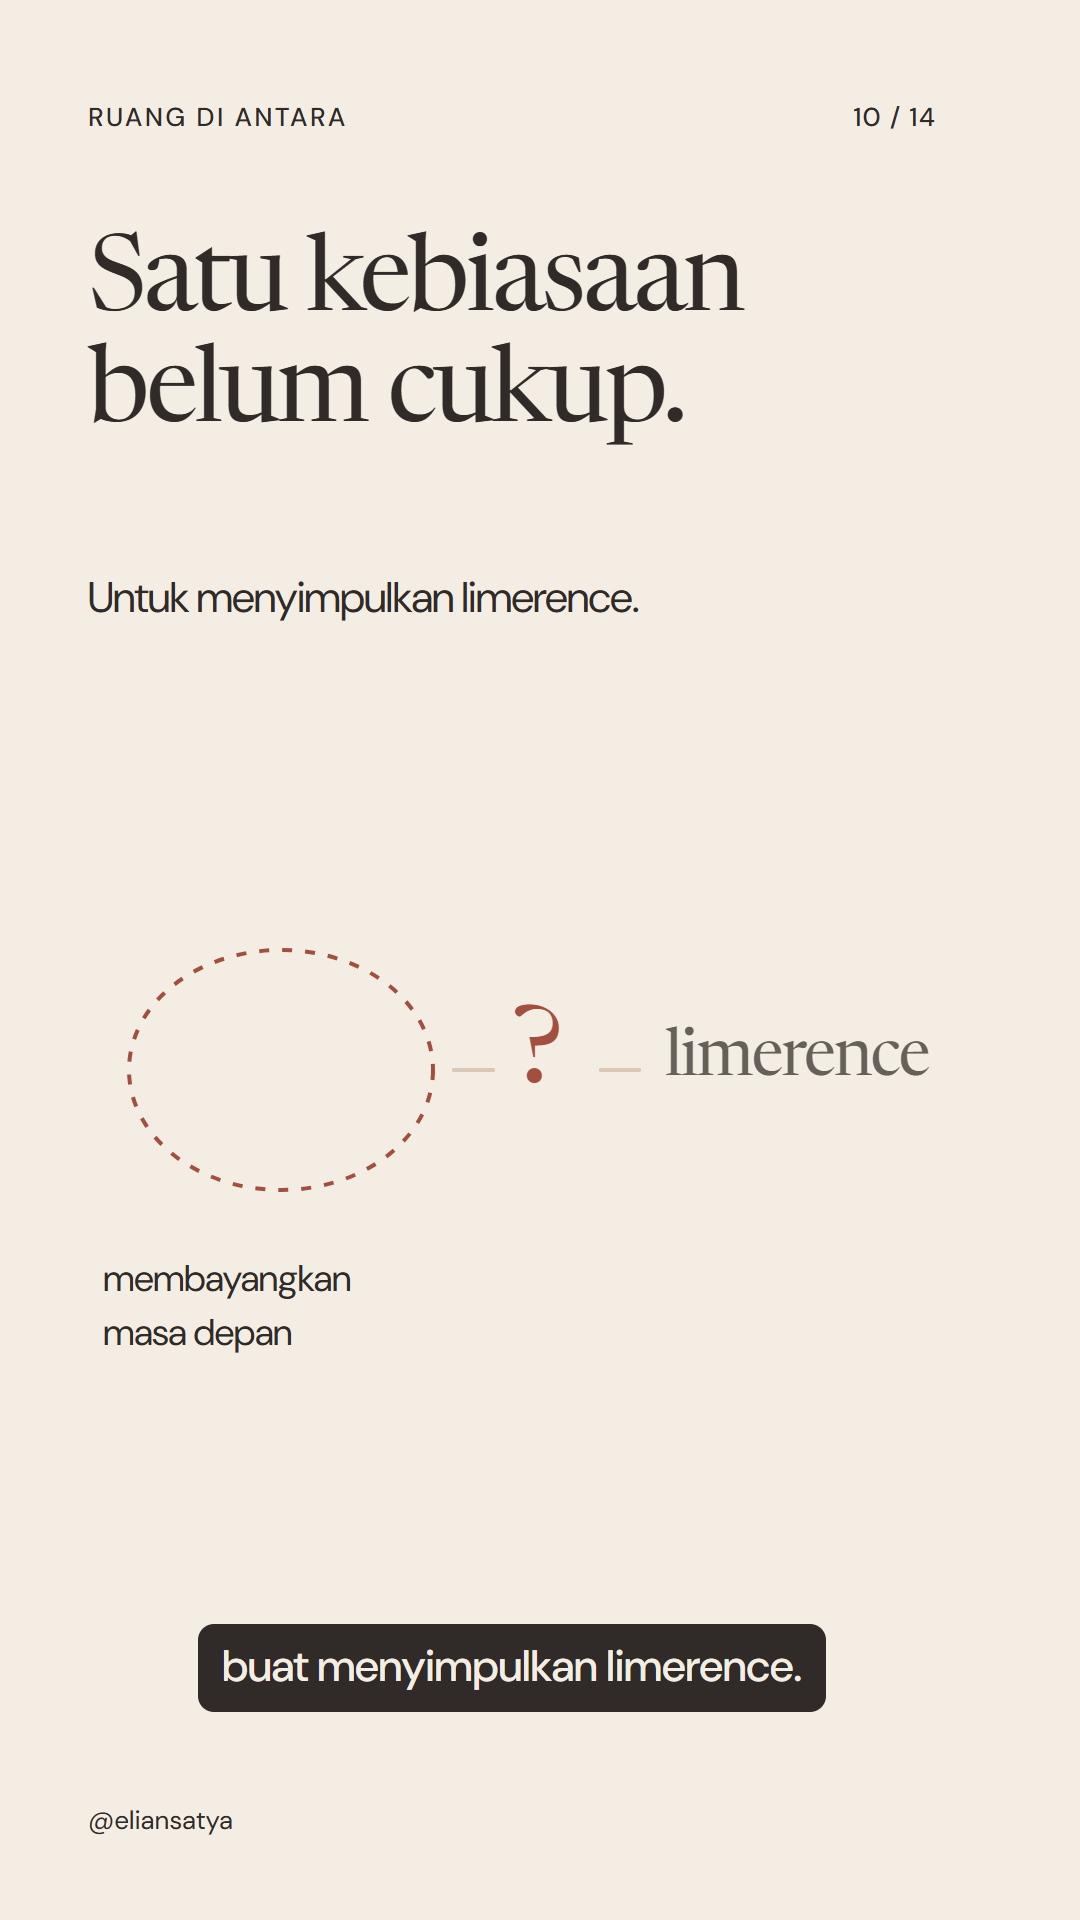 RUANG DI ANTARA
10 / 14
Satu kebiasaan
belum cukup.
Untuk menyimpulkan limerence.
?
limerence
membayangkan
masa depan
buat menyimpulkan limerence.
@eliansatya